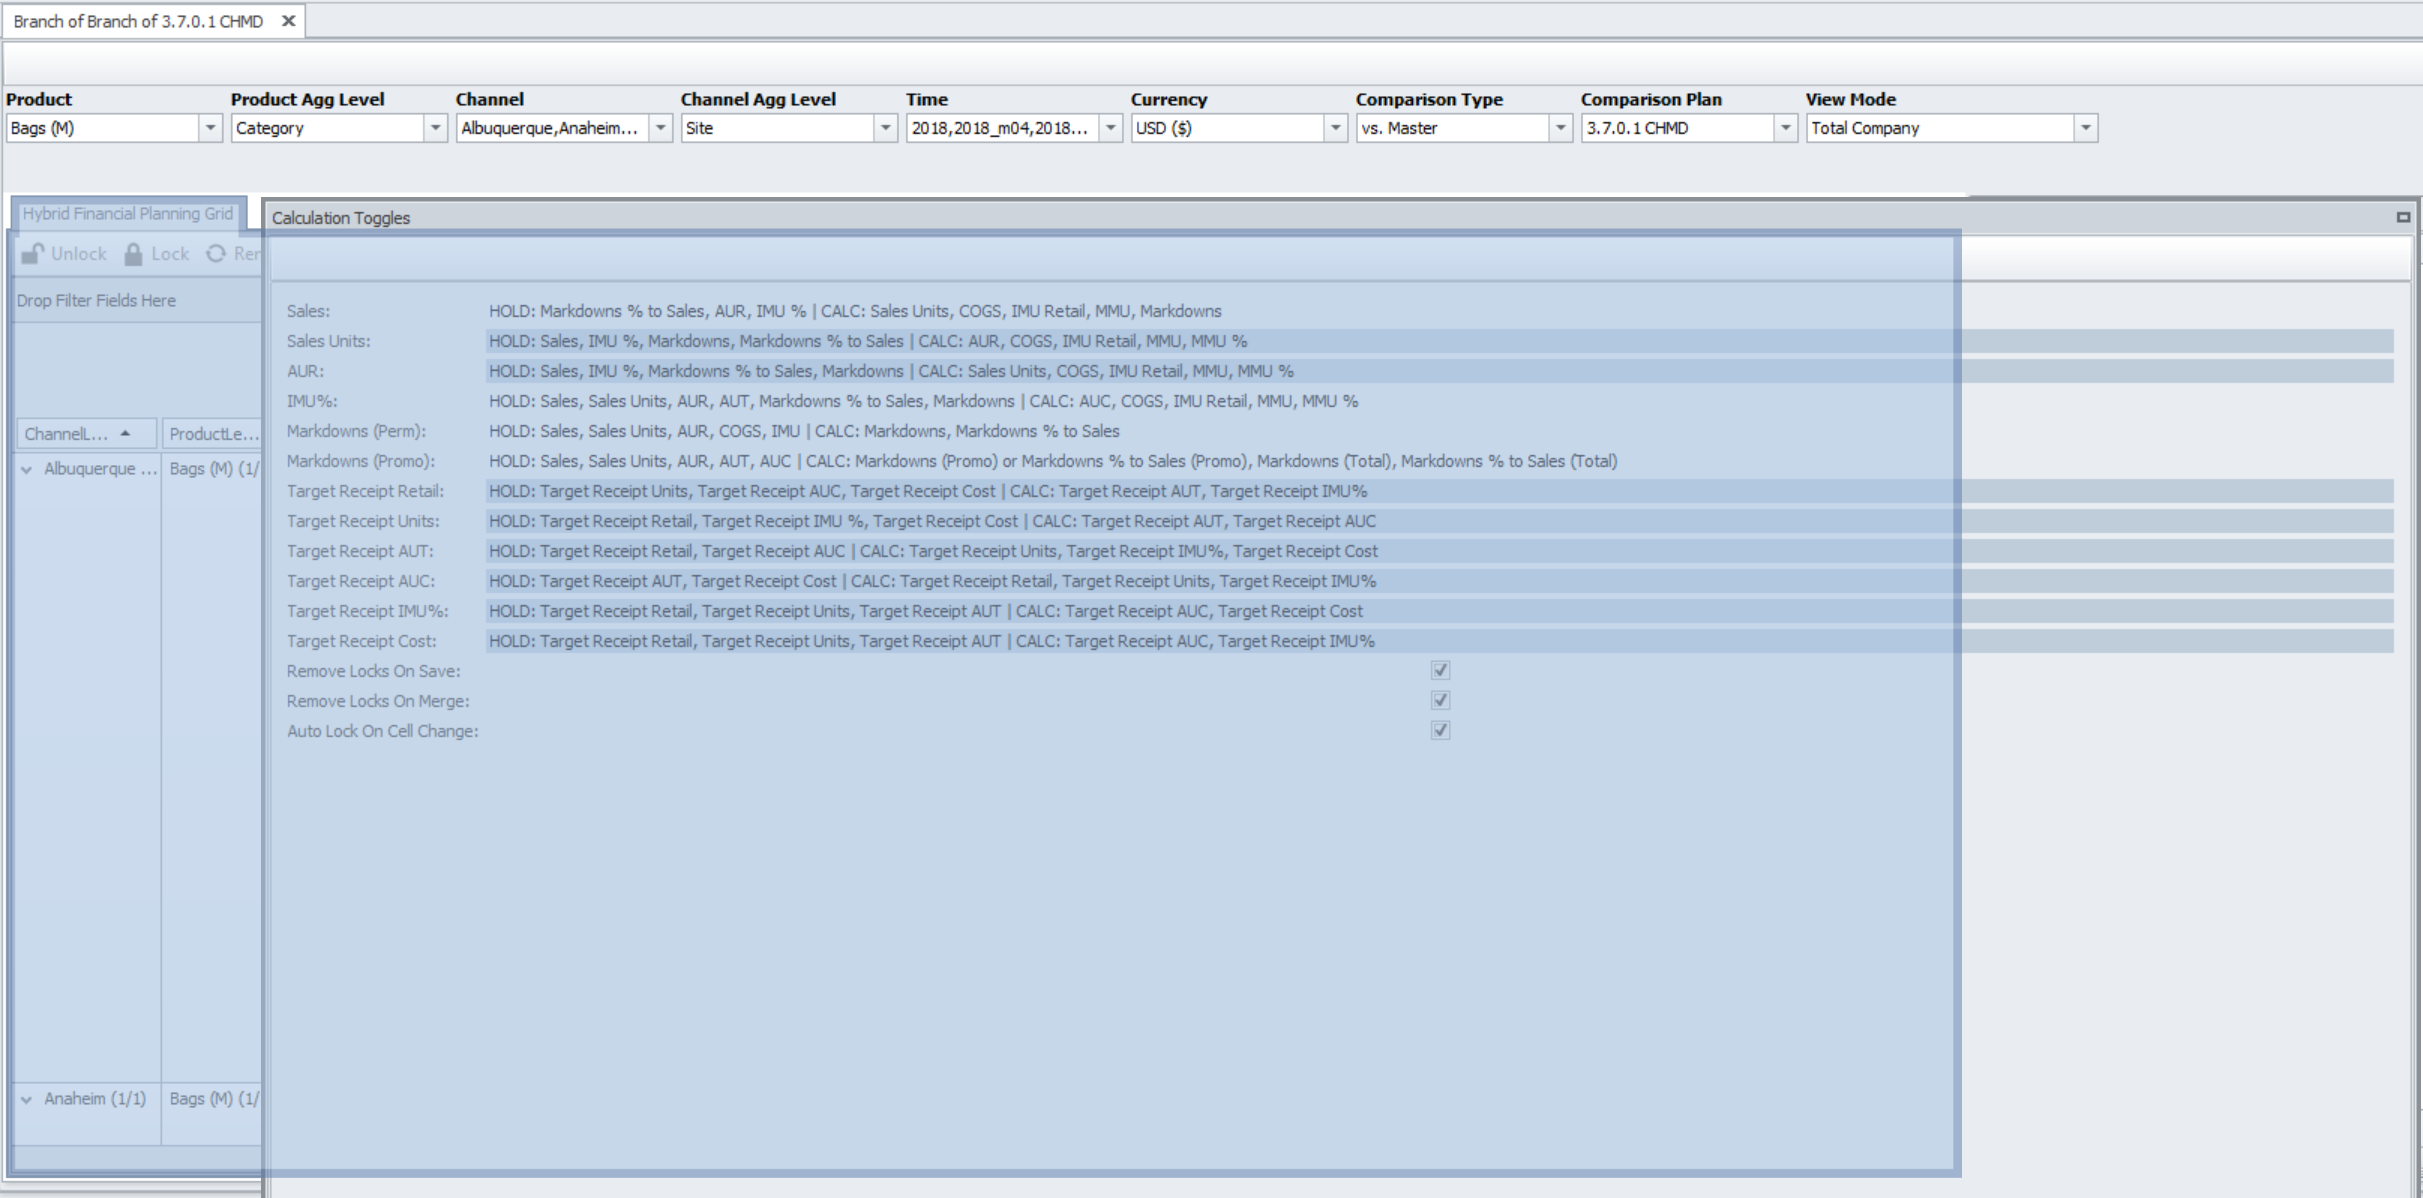 Branch of Branch of 3.7.0.1 CHMD
Product Product Agg Level Channel Channel Agg Level Time Currency Comparison Type Comparison Plan View Mode
Bags (M) Category Albuquerque,Anaheim... Site 2018,2018_m04,2018... USD ($) vs. Master 3.7.0.1 CHMD Total Company
Hybrid Financial Planning Grid
Calculation Toggles
Unlock Lock Rer
Drop Filter Fields Here
ChannelL... ProductLe...
Albuquerque ... Bags (M) (1/
Anaheim (1/1) Bags (M) (1/
Sales: HOLD: Markdowns % to Sales, AUR, IMU % | CALC: Sales Units, COGS, IMU Retail, MMU, Markdowns
Sales Units: HOLD: Sales, IMU %, Markdowns, Markdowns % to Sales | CALC: AUR, COGS, IMU Retail, MMU, MMU %
AUR: HOLD: Sales, IMU %, Markdowns % to Sales, Markdowns | CALC: Sales Units, COGS, IMU Retail, MMU, MMU %
IMU%: HOLD: Sales, Sales Units, AUR, AUT, Markdowns % to Sales, Markdowns | CALC: AUC, COGS, IMU Retail, MMU, MMU %
Markdowns (Perm): HOLD: Sales, Sales Units, AUR, COGS, IMU | CALC: Markdowns, Markdowns % to Sales
Markdowns (Promo): HOLD: Sales, Sales Units, AUR, AUT, AUC | CALC: Markdowns (Promo) or Markdowns % to Sales (Promo), Markdowns (Total), Markdowns % to Sales (Total)
Target Receipt Retail: HOLD: Target Receipt Units, Target Receipt AUC, Target Receipt Cost | CALC: Target Receipt AUT, Target Receipt IMU%
Target Receipt Units: HOLD: Target Receipt Retail, Target Receipt IMU %, Target Receipt Cost | CALC: Target Receipt AUT, Target Receipt AUC
Target Receipt AUT: HOLD: Target Receipt Retail, Target Receipt AUC | CALC: Target Receipt Units, Target Receipt IMU%, Target Receipt Cost
Target Receipt AUC: HOLD: Target Receipt AUT, Target Receipt Cost | CALC: Target Receipt Retail, Target Receipt Units, Target Receipt IMU%
Target Receipt IMU%: HOLD: Target Receipt Retail, Target Receipt Units, Target Receipt AUT | CALC: Target Receipt AUC, Target Receipt Cost
Target Receipt Cost: HOLD: Target Receipt Retail, Target Receipt Units, Target Receipt AUT | CALC: Target Receipt AUC, Target Receipt IMU%
Remove Locks On Save:
Remove Locks On Merge:
Auto Lock On Cell Change: